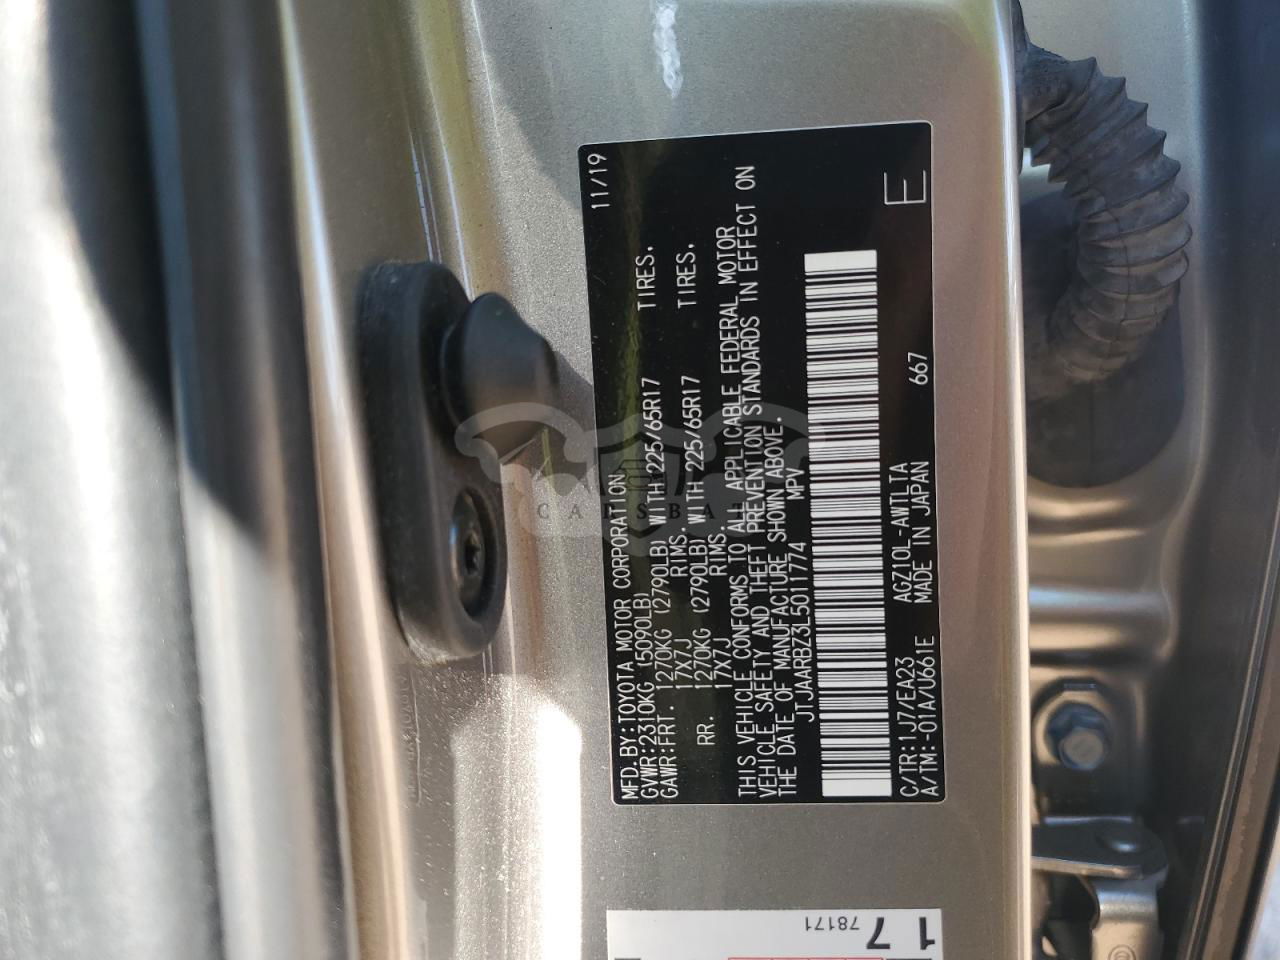 MFD.BY:TOYOTA MOTOR CORPORATION 11/19
GVWR:2310KG (5090LB)
GAWR:FRT. 1270KG (2790LB) WITH 225/65R17 TIRES.
17X7J RIMS.
RR. 1270KG (2790LB) WITH 225/65R17 TIRES.
17X7J RIMS.
THIS VEHICLE CONFORMS TO ALL APPLICABLE FEDERAL MOTOR
VEHICLE SAFETY AND THEFT PREVENTION STANDARDS IN EFFECT ON
THE DATE OF MANUFACTURE SHOWN ABOVE.
JTJAARBZ3L5011774 MPV
C/TR:1J7/EA23 AGZ10L-AWTLTA 667
A/TM:-01A/U661E MADE IN JAPAN
E
17
78171